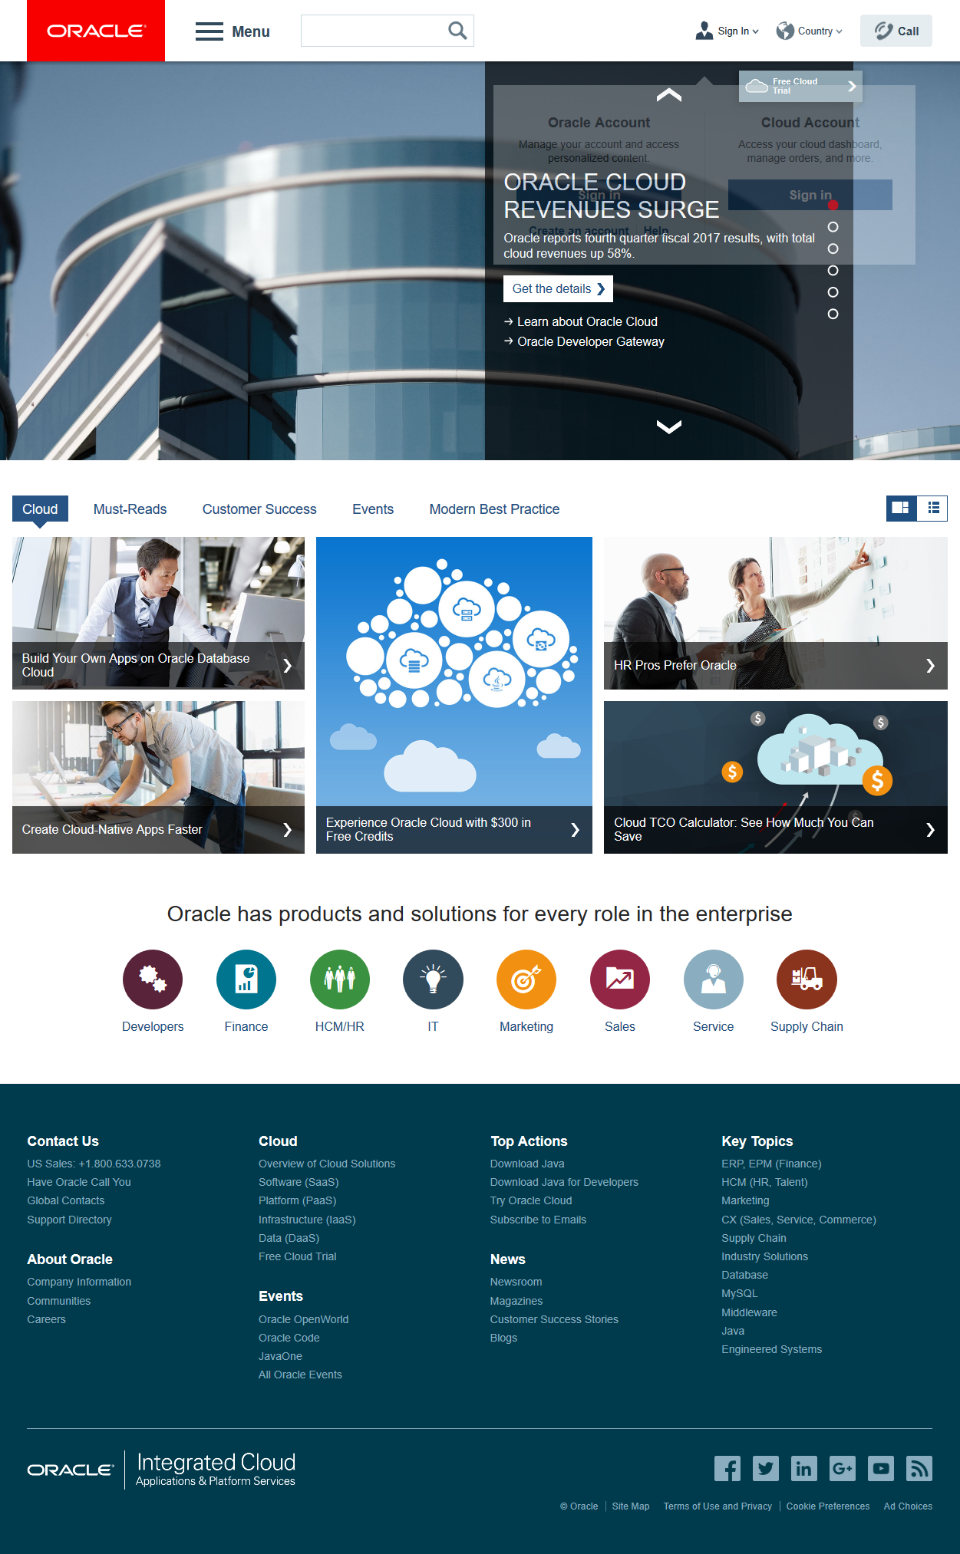 ORACLE
Menu
Sign In
Country
Call
Free Cloud
Trial
Oracle Account
Cloud Account
Manage your account and access
personalized content.
Access your cloud dashboard,
manage orders, and more.
Sign in
Sign in
Create an account
Help
ORACLE CLOUD
REVENUES SURGE
Oracle reports fourth quarter fiscal 2017 results, with total
cloud revenues up 58%.
Get the details
Learn about Oracle Cloud
Oracle Developer Gateway
Cloud
Must-Reads
Customer Success
Events
Modern Best Practice
Build Your Own Apps on Oracle Database
Cloud
HR Pros Prefer Oracle
Create Cloud-Native Apps Faster
Experience Oracle Cloud with $300 in
Free Credits
Cloud TCO Calculator: See How Much You Can
Save
Oracle has products and solutions for every role in the enterprise
Developers
Finance
HCM/HR
IT
Marketing
Sales
Service
Supply Chain
Contact Us
US Sales: +1.800.633.0738
Have Oracle Call You
Global Contacts
Support Directory
About Oracle
Company Information
Communities
Careers
Cloud
Overview of Cloud Solutions
Software (SaaS)
Platform (PaaS)
Infrastructure (IaaS)
Data (DaaS)
Free Cloud Trial
Events
Oracle OpenWorld
Oracle Code
JavaOne
All Oracle Events
Top Actions
Download Java
Download Java for Developers
Try Oracle Cloud
Subscribe to Emails
News
Newsroom
Magazines
Customer Success Stories
Blogs
Key Topics
ERP, EPM (Finance)
HCM (HR, Talent)
Marketing
CX (Sales, Service, Commerce)
Supply Chain
Industry Solutions
Database
MySQL
Middleware
Java
Engineered Systems
ORACLE
Integrated Cloud
Applications & Platform Services
© Oracle
Site Map
Terms of Use and Privacy
Cookie Preferences
Ad Choices